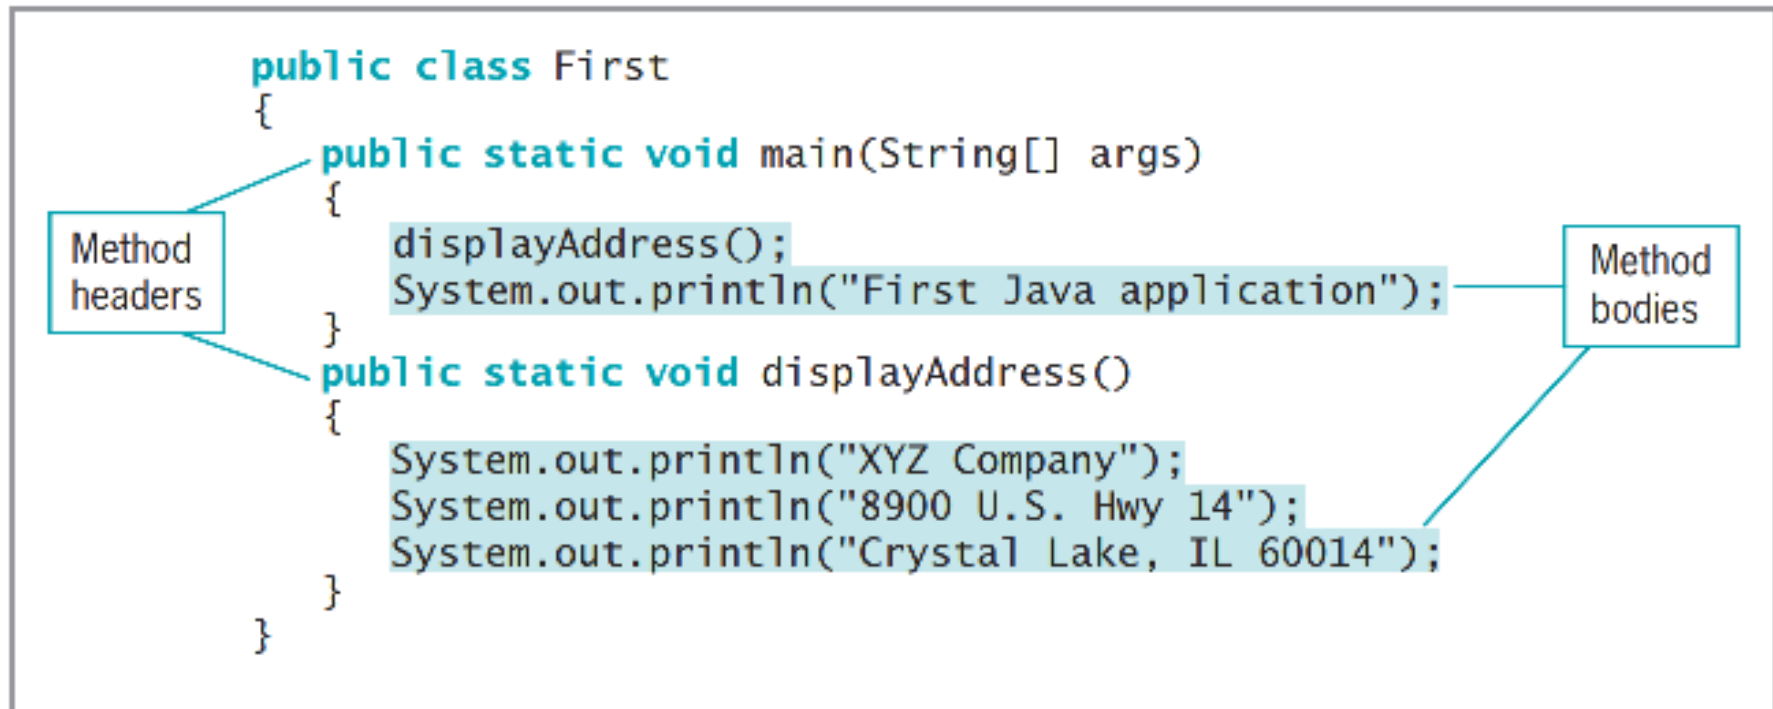 public class First
{
public static void main(String[] args)
{
displayAddress();
System.out.println("First Java application");
}
public static void displayAddress()
{
System.out.println("XYZ Company");
System.out.println("8900 U.S. Hwy 14");
System.out.println("Crystal Lake, IL 60014");
}
}
Method
headers
Method
bodies